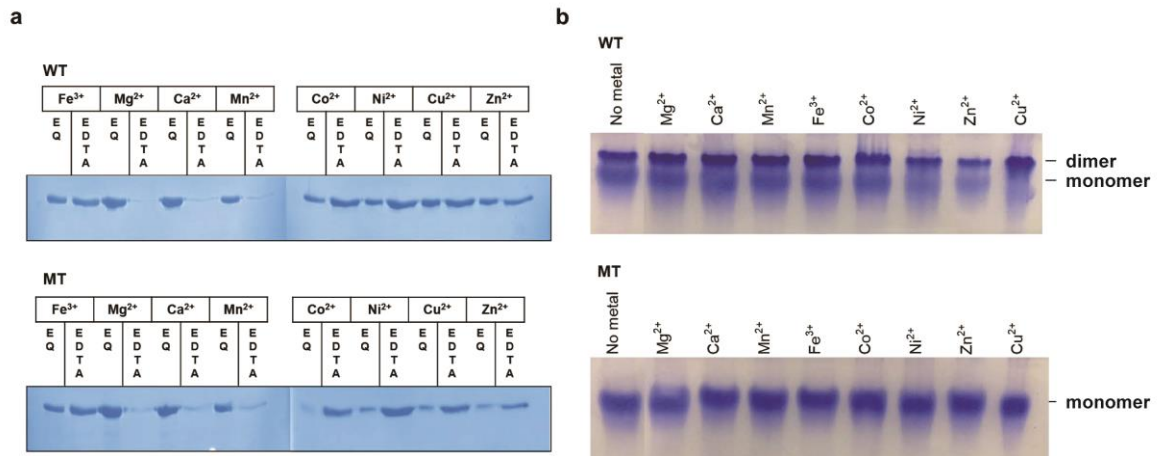 a
WT
Fe³⁺ Mg²⁺ Ca²⁺ Mn²⁺ Co²⁺ Ni²⁺ Cu²⁺ Zn²⁺
EQ EDTA EQ EDTA EQ EDTA EQ EDTA EQ EDTA EQ EDTA EQ EDTA EQ EDTA
MT
Fe³⁺ Mg²⁺ Ca²⁺ Mn²⁺ Co²⁺ Ni²⁺ Cu²⁺ Zn²⁺
EQ EDTA EQ EDTA EQ EDTA EQ EDTA EQ EDTA EQ EDTA EQ EDTA EQ EDTA
b
WT
No metal Mg²⁺ Ca²⁺ Mn²⁺ Fe³⁺ Co²⁺ Ni²⁺ Zn²⁺ Cu²⁺
– dimer
– monomer
MT
No metal Mg²⁺ Ca²⁺ Mn²⁺ Fe³⁺ Co²⁺ Ni²⁺ Zn²⁺ Cu²⁺
– monomer